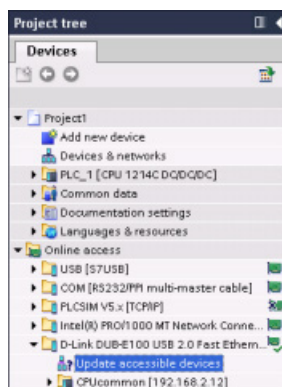 Project tree
Devices
Project1
Add new device
Devices & networks
PLC_1 [CPU 1214C DC/DC/DC]
Common data
Documentation settings
Languages & resources
Online access
USB [S7USB]
COM [RS232/PPI multi-master cable]
PLCSIM V5.x [TCP/IP]
Intel(R) PRO/1000 MT Network Conne...
D-Link DUB-E100 USB 2.0 Fast Ethern...
Update accessible devices
CPUcommon [192.168.2.12]